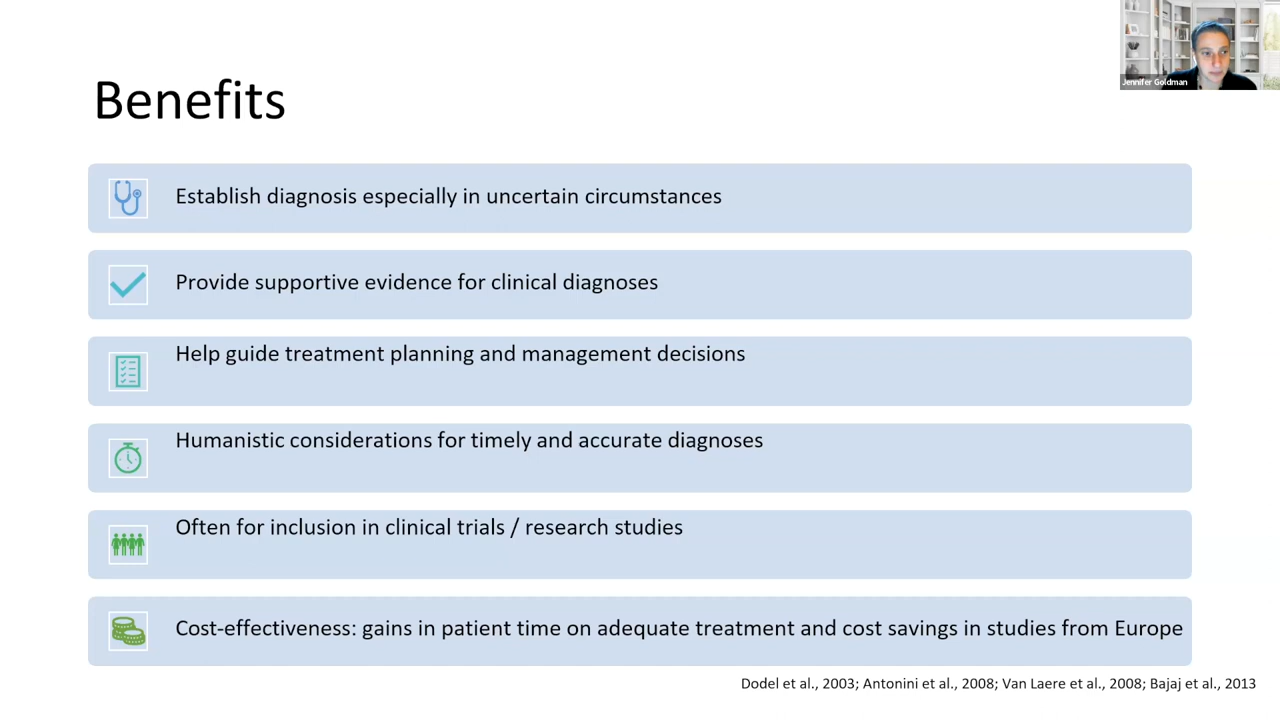 Jennifer Goldman
Benefits
Establish diagnosis especially in uncertain circumstances
Provide supportive evidence for clinical diagnoses
Help guide treatment planning and management decisions
Humanistic considerations for timely and accurate diagnoses
Often for inclusion in clinical trials / research studies
Cost-effectiveness: gains in patient time on adequate treatment and cost savings in studies from Europe
Dodel et al., 2003; Antonini et al., 2008; Van Laere et al., 2008; Bajaj et al., 2013